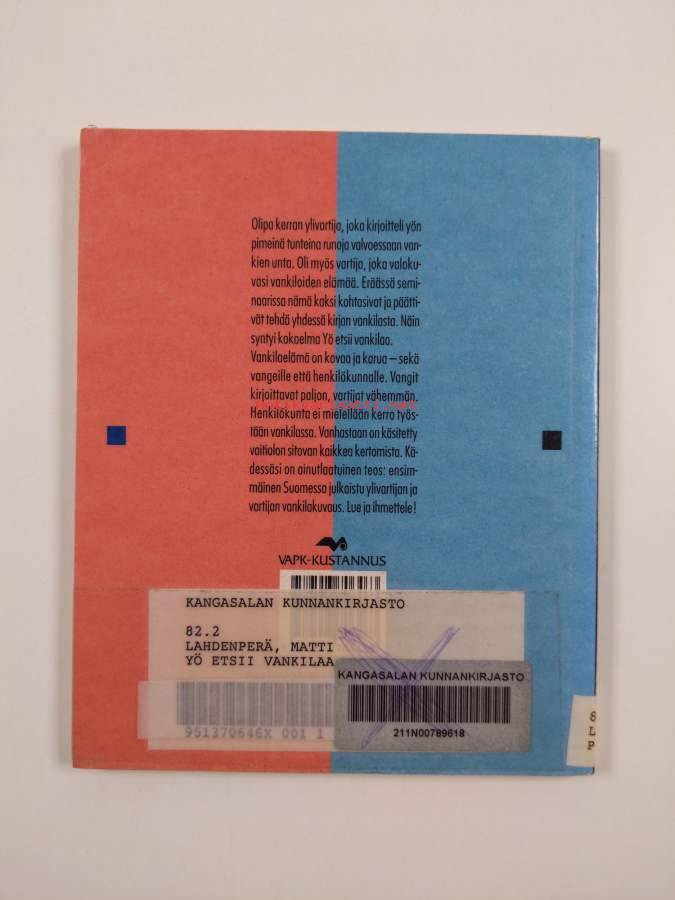 Olipa kerran ylivartija, joka kirjoitteli yön
pimeinä tunteina runoja valvoessaan van-
kien unta. Oli myös vartija, joka valoku-
vasi vankiloiden elämää. Eräässä semi-
naarissa nämä kaksi kohtasivat ja päätti-
vät tehdä yhdessä kirjan vankilasta. Näin
syntyi kokoelma Yö etsii vankilaa.
Vankilaelämä on kovaa ja karua – sekä
vangeille että henkilökunnalle. Vangit
kirjoittavat paljon, vartijat vähemmän.
Henkilökunta ei mielellään kerro työs-
tään vankilassa. Vanhastaan on käsitetty
vaitiolon sitovan kaikkea kertomista. Kä-
dessäsi on ainutlaatuinen teos: ensim-
mäinen Suomessa julkaistu ylivartijan ja
vartijan vankilakuvaus. Lue ja ihmettele!
VAPK-KUSTANNUS
KANGASALAN KUNNANKIRJASTO
82.2
LAHDENPERÄ, MATTI
YÖ ETSII VANKILAA
951370646X 001 1
KANGASALAN KUNNANKIRJASTO
211N00789618
8
L
P